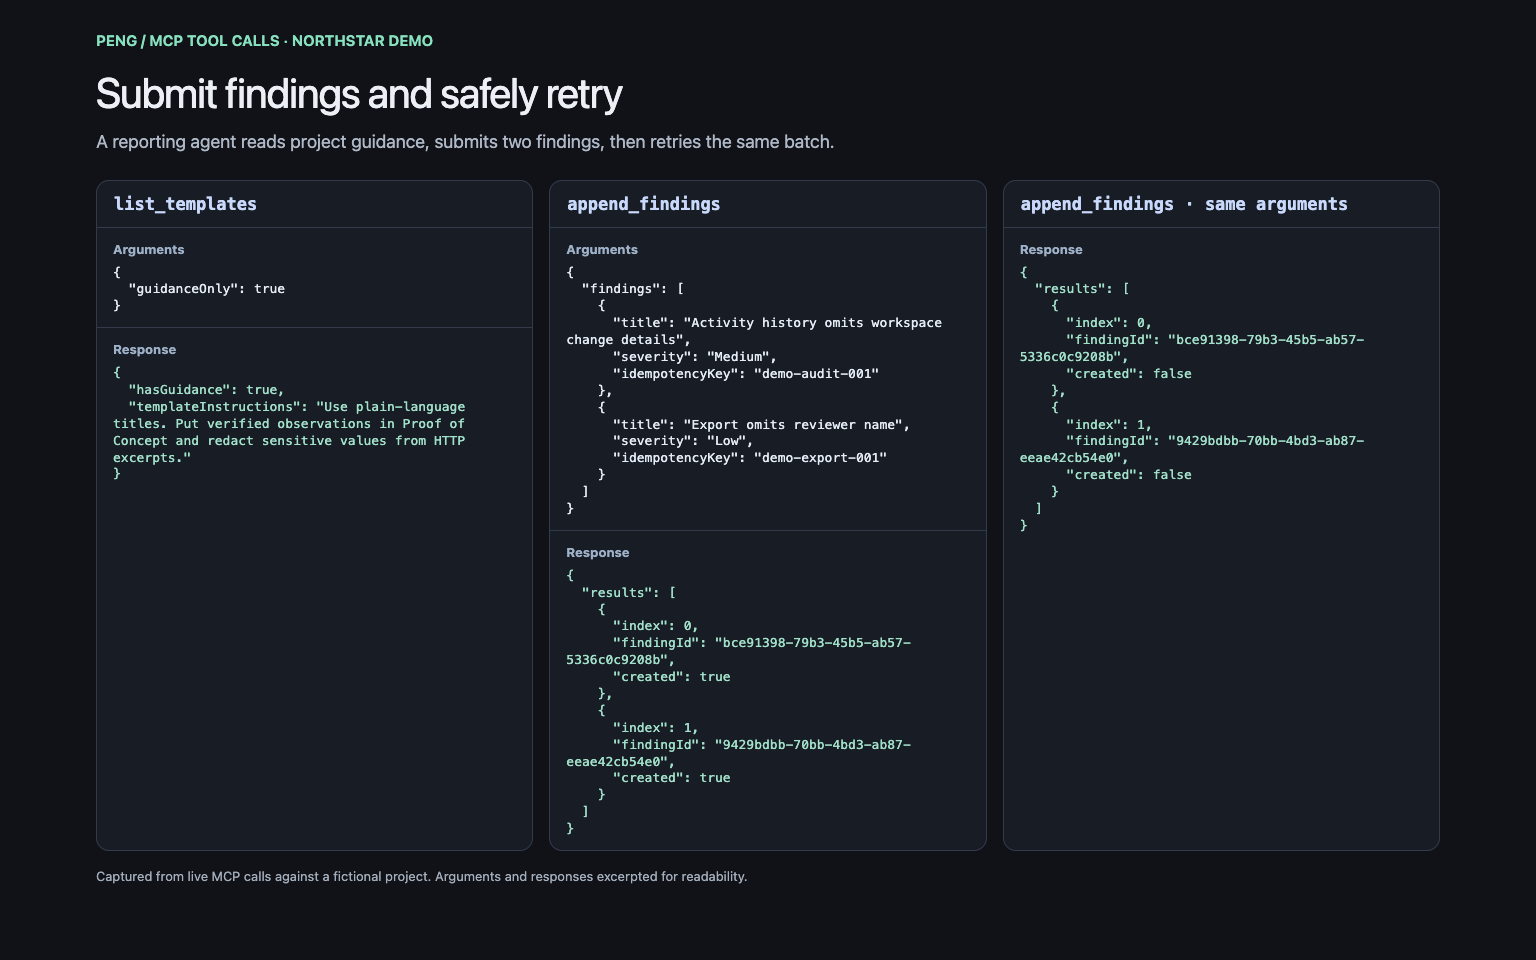 PENG / MCP TOOL CALLS · NORTHSTAR DEMO
Submit findings and safely retry
A reporting agent reads project guidance, submits two findings, then retries the same batch.
list_templates
Arguments
{
  "guidanceOnly": true
}
Response
{
  "hasGuidance": true,
  "templateInstructions": "Use plain-language
titles. Put verified observations in Proof of
Concept and redact sensitive values from HTTP
excerpts."
}
append_findings
Arguments
{
  "findings": [
    {
      "title": "Activity history omits workspace
change details",
      "severity": "Medium",
      "idempotencyKey": "demo-audit-001"
    },
    {
      "title": "Export omits reviewer name",
      "severity": "Low",
      "idempotencyKey": "demo-export-001"
    }
  ]
}
Response
{
  "results": [
    {
      "index": 0,
      "findingId": "bce91398-79b3-45b5-ab57-
5336c0c9208b",
      "created": true
    },
    {
      "index": 1,
      "findingId": "9429bdbb-70bb-4bd3-ab87-
eeae42cb54e0",
      "created": true
    }
  ]
}
append_findings · same arguments
Response
{
  "results": [
    {
      "index": 0,
      "findingId": "bce91398-79b3-45b5-ab57-
5336c0c9208b",
      "created": false
    },
    {
      "index": 1,
      "findingId": "9429bdbb-70bb-4bd3-ab87-
eeae42cb54e0",
      "created": false
    }
  ]
}
Captured from live MCP calls against a fictional project. Arguments and responses excerpted for readability.